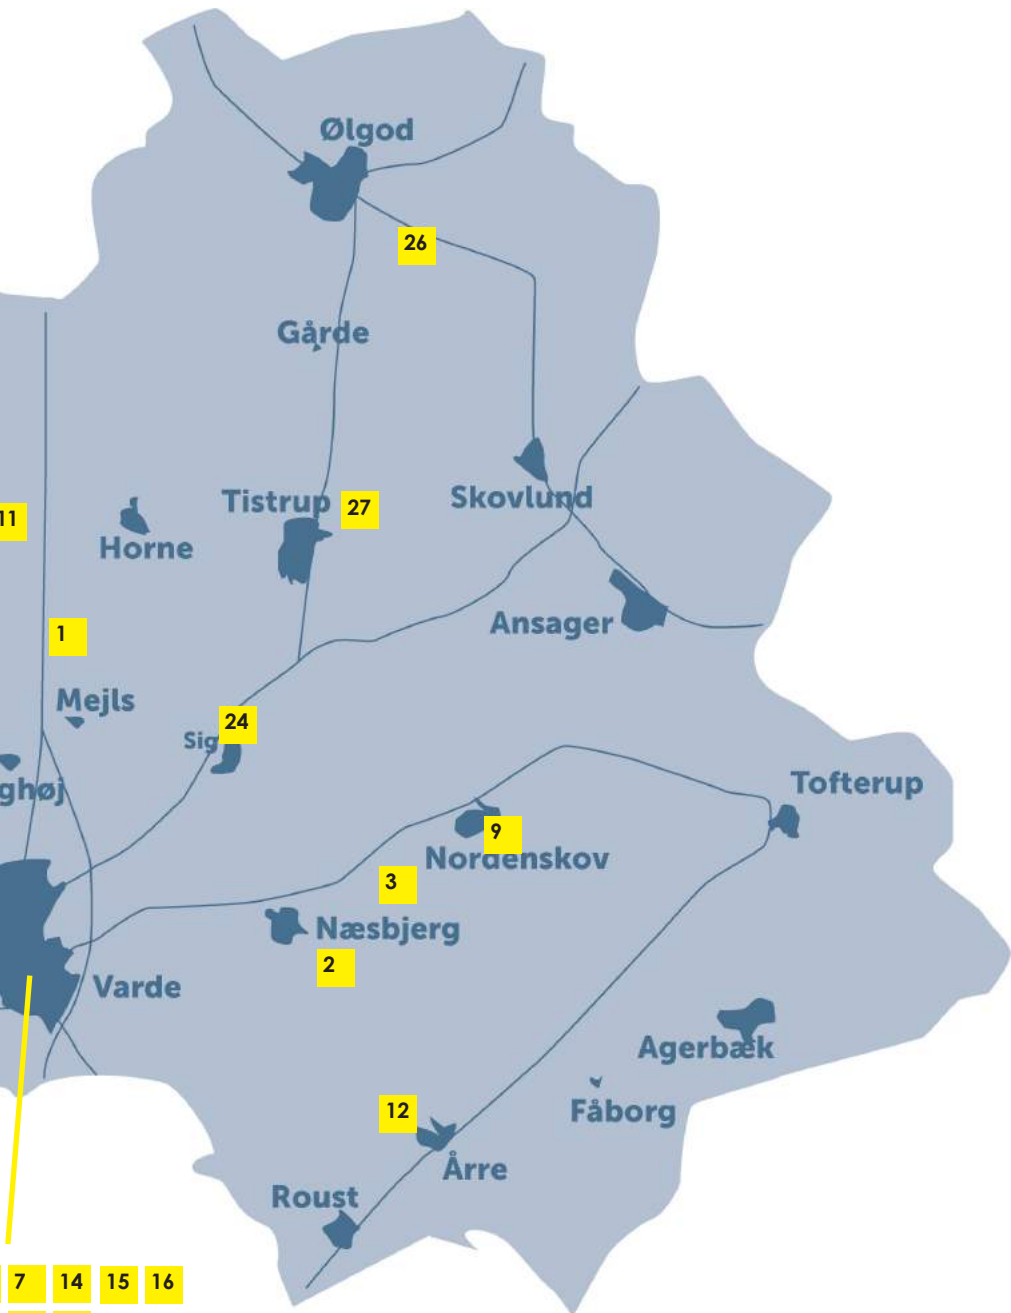 Ølgod
26
Gårde
Tistrup 27
Skovlund
11
Horne
Ansager
1
Mejls
Sig 24
ghøj
Tofterup
9
Nordenskov
3
Næsbjerg
2
Varde
Agerbæk
Fåborg
12
Årre
Roust
7 14 15 16